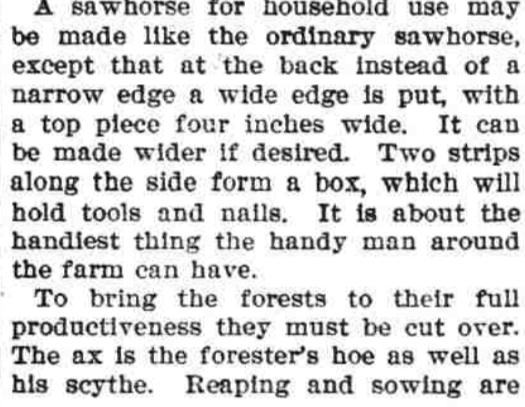 A sawhorse for household use may
be made like the ordinary sawhorse,
except that at the back instead of a
narrow edge a wide edge is put, with
a top piece four inches wide. It can
be made wider if desired. Two strips
along the side form a box, which will
hold tools and nails. It is about the
handiest thing the handy man around
the farm can have.
To bring the forests to their full
productiveness they must be cut over.
The ax is the forester's hoe as well as
his scythe. Reaping and sowing are